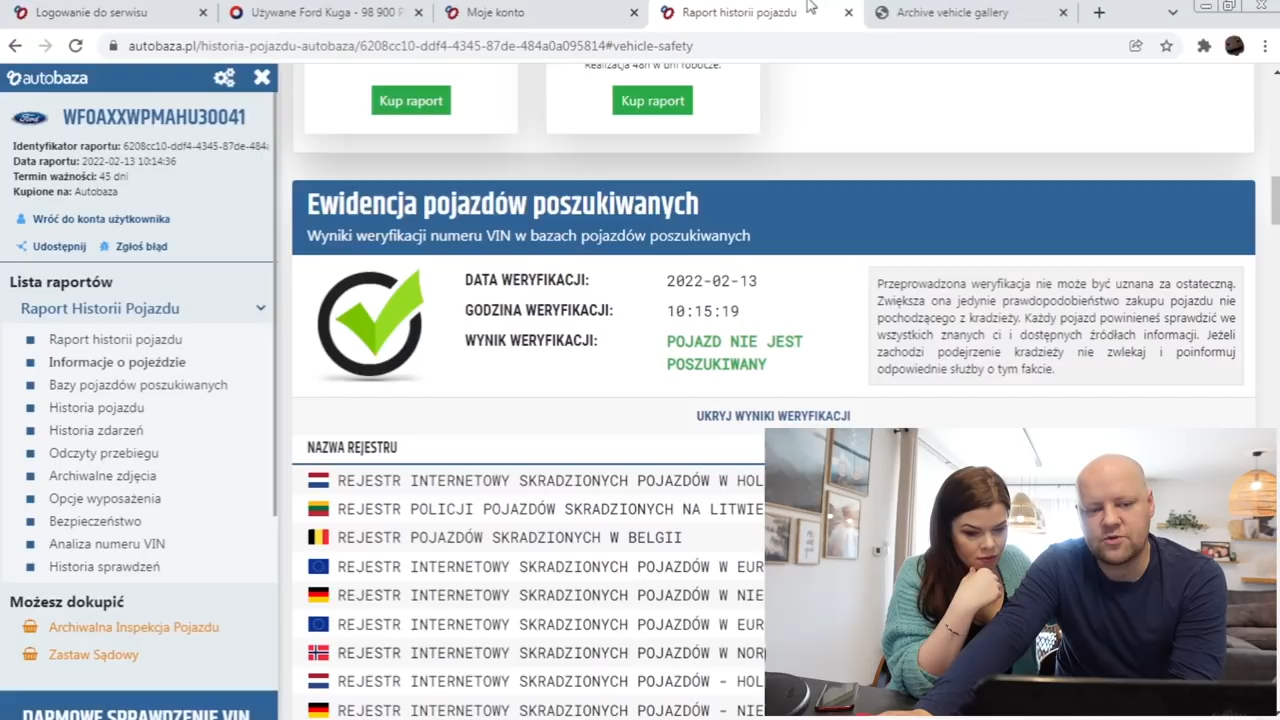 Logowanie do serwisu
Używane Ford Kuga - 98 900 P
Moje konto
Raport historii pojazdu
Archive vehicle gallery
autobaza.pl/historia-pojazdu-autobaza/6208cc10-ddf4-4345-87de-484a0a095814#vehicle-safety
autobaza
Ford
WF0AXXWPMAHU30041
Identyfikator raportu: 6208cc10-ddf4-4345-87de-484a
Data raportu: 2022-02-13 10:14:36
Termin ważności: 45 dni
Kupione na: Autobaza
Wróć do konta użytkownika
Udostępnij
Zgłoś błąd
Lista raportów
Raport Historii Pojazdu
Raport historii pojazdu
Informacje o pojeździe
Bazy pojazdów poszukiwanych
Historia pojazdu
Historia zdarzeń
Odczyty przebiegu
Archiwalne zdjęcia
Opcje wyposażenia
Bezpieczeństwo
Analiza numeru VIN
Historia sprawdzeń
Możesz dokupić
Archiwalna Inspekcja Pojazdu
Zastaw Sądowy
DARMOWE SPRAWDZENIE VIN
Realizacja 48h w dni robocze.
Kup raport
Kup raport
Ewidencja pojazdów poszukiwanych
Wyniki weryfikacji numeru VIN w bazach pojazdów poszukiwanych
DATA WERYFIKACJI: 2022-02-13
GODZINA WERYFIKACJI: 10:15:19
WYNIK WERYFIKACJI: POJAZD NIE JEST
POSZUKIWANY
Przeprowadzona weryfikacja nie może być uznana za ostateczną.
Zwiększa ona jedynie prawdopodobieństwo zakupu pojazdu nie
pochodzącego z kradzieży. Każdy pojazd powinieneś sprawdzić we
wszystkich znanych ci i dostępnych źródłach informacji. Jeżeli
zachodzi podejrzenie kradzieży nie zwlekaj i poinformuj
odpowiednie służby o tym fakcie.
UKRYJ WYNIKI WERYFIKACJI
NAZWA REJESTRU
REJESTR INTERNETOWY SKRADZIONYCH POJAZDÓW W HOL
REJESTR POLICJI POJAZDÓW SKRADZIONYCH NA LITWIE
REJESTR POJAZDÓW SKRADZIONYCH W BELGII
REJESTR INTERNETOWY SKRADZIONYCH POJAZDÓW W EUR
REJESTR INTERNETOWY SKRADZIONYCH POJAZDÓW W NIE
REJESTR INTERNETOWY SKRADZIONYCH POJAZDÓW W EUR
REJESTR INTERNETOWY SKRADZIONYCH POJAZDÓW W NOR
REJESTR INTERNETOWY SKRADZIONYCH POJAZDÓW - HOL
REJESTR INTERNETOWY SKRADZIONYCH POJAZDÓW - NIE